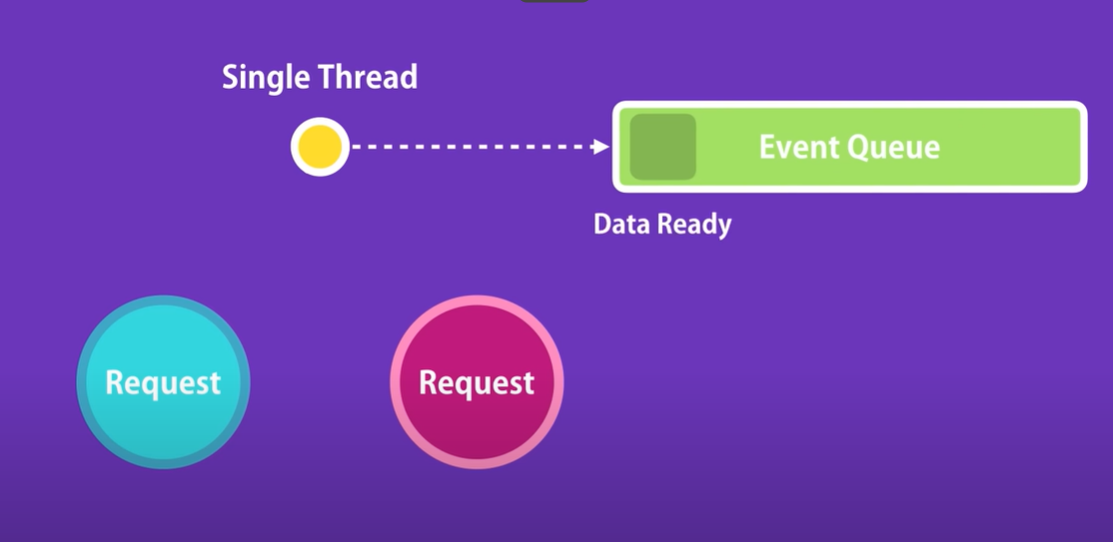 Single Thread
Event Queue
Data Ready
Request
Request